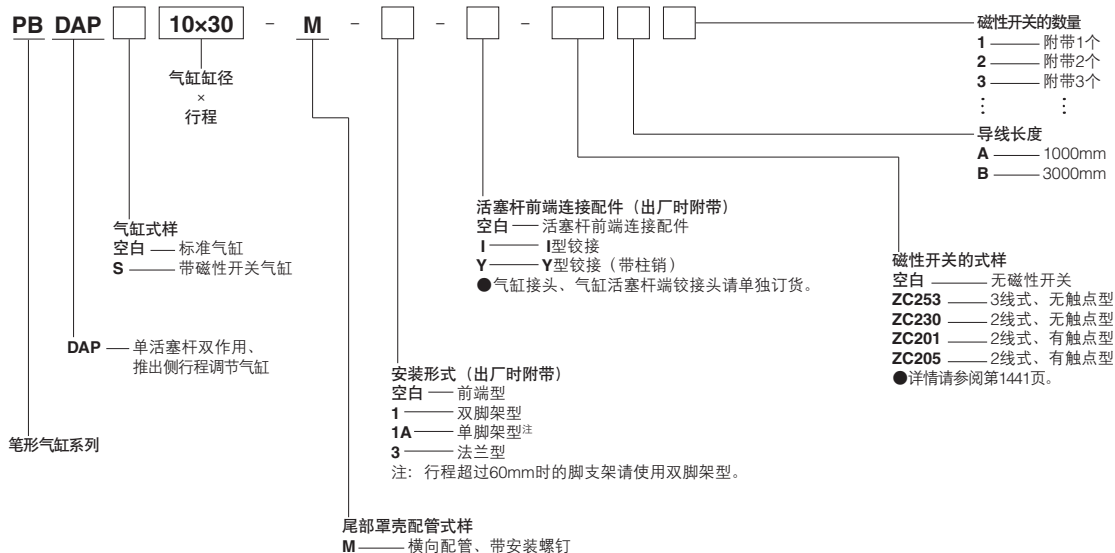 PB DAP 10×30 - M - - 
气缸缸径
×
行程
磁性开关的数量
1 附带1个
2 附带2个
3 附带3个
⋮ ⋮
导线长度
A 1000mm
B 3000mm
活塞杆前端连接配件（出厂时附带）
空白 活塞杆前端连接配件
I I型铰接
Y Y型铰接（带柱销）
●气缸接头、气缸活塞杆端铰接头请单独订货。
气缸式样
空白 标准气缸
S 带磁性开关气缸
磁性开关的式样
空白 无磁性开关
ZC253 3线式、无触点型
ZC230 2线式、无触点型
ZC201 2线式、有触点型
ZC205 2线式、有触点型
●详情请参阅第1441页。
DAP 单活塞杆双作用、
推出侧行程调节气缸
安装形式（出厂时附带）
空白 前端型
1 双脚架型
1A 单脚架型注
3 法兰型
注：行程超过60mm时的脚支架请使用双脚架型。
笔形气缸系列
尾部罩壳配管式样
M 横向配管、带安装螺钉